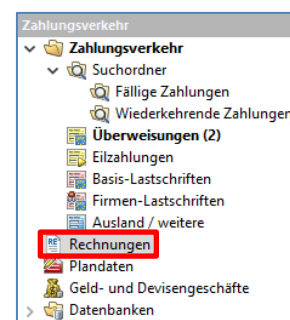 Zahlungsverkehr
Zahlungsverkehr
Suchordner
Fällige Zahlungen
Wiederkehrende Zahlungen
Überweisungen (2)
Eilzahlungen
Basis-Lastschriften
Firmen-Lastschriften
Ausland / weitere
RE Rechnungen
Plandaten
Geld- und Devisengeschäfte
Datenbanken